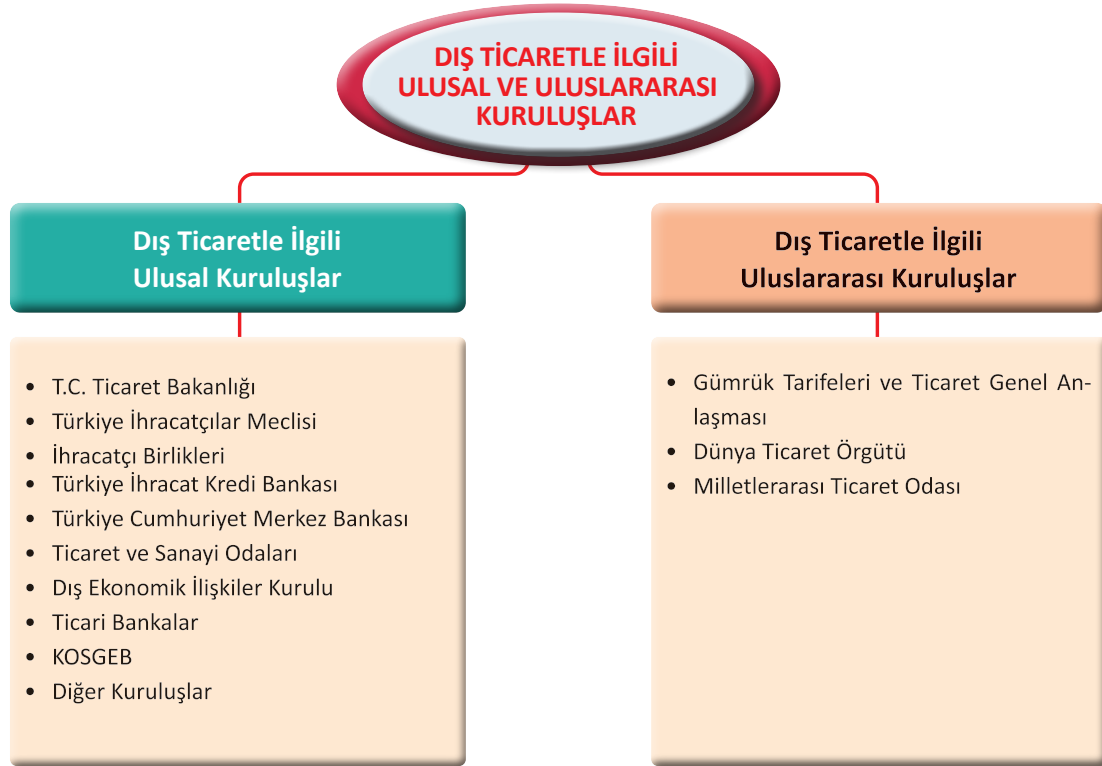 DIŞ TİCARETLE İLGİLİ
ULUSAL VE ULUSLARARASI
KURULUŞLAR
Dış Ticaretle İlgili
Ulusal Kuruluşlar
• T.C. Ticaret Bakanlığı
• Türkiye İhracatçılar Meclisi
• İhracatçı Birlikleri
• Türkiye İhracat Kredi Bankası
• Türkiye Cumhuriyet Merkez Bankası
• Ticaret ve Sanayi Odaları
• Dış Ekonomik İlişkiler Kurulu
• Ticari Bankalar
• KOSGEB
• Diğer Kuruluşlar
Dış Ticaretle İlgili
Uluslararası Kuruluşlar
• Gümrük Tarifeleri ve Ticaret Genel An-
laşması
• Dünya Ticaret Örgütü
• Milletlerarası Ticaret Odası